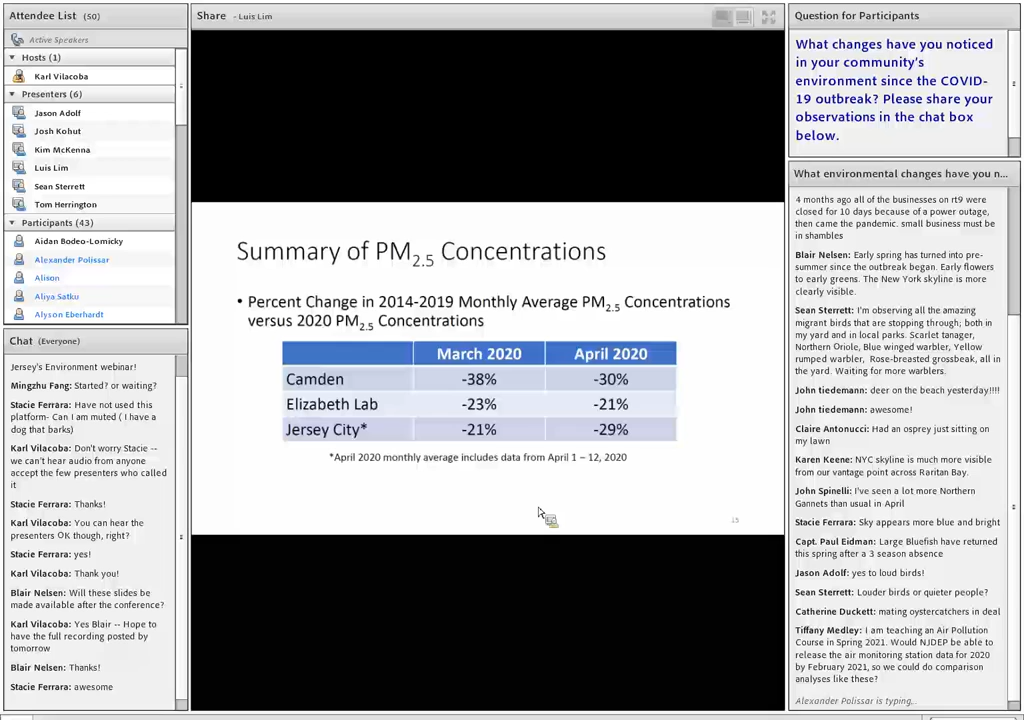 Attendee List (50)
Active Speakers
Hosts (1)
Karl Vilacoba
Presenters (6)
Jason Adolf
Josh Kohut
Kim McKenna
Luis Lim
Sean Sterrett
Tom Herrington
Participants (43)
Aidan Bodeo-Lomicky
Alexander Polissar
Alison
Aliya Satku
Alyson Eberhardt
Chat (Everyone)
Jersey's Environment webinar!
Mingzhu Fang: Started? or waiting?
Stacie Ferrara: Have not used this
platform- Can I am muted ( I have a
dog that barks)
Karl Vilacoba: Don't worry Stacie --
we can't hear audio from anyone
accept the few presenters who called
it
Stacie Ferrara: Thanks!
Karl Vilacoba: You can hear the
presenters OK though, right?
Stacie Ferrara: yes!
Karl Vilacoba: Thank you!
Blair Nelsen: Will these slides be
made available after the conference?
Karl Vilacoba: Yes Blair -- Hope to
have the full recording posted by
tomorrow
Blair Nelsen: Thanks!
Stacie Ferrara: awesome
Share - Luis Lim
Summary of PM2.5 Concentrations
• Percent Change in 2014-2019 Monthly Average PM2.5 Concentrations
versus 2020 PM2.5 Concentrations
March 2020 April 2020
Camden -38% -30%
Elizabeth Lab -23% -21%
Jersey City* -21% -29%
*April 2020 monthly average includes data from April 1 – 12, 2020
15
Question for Participants
What changes have you noticed
in your community's
environment since the COVID-
19 outbreak? Please share your
observations in the chat box
below.
What environmental changes have you n...
4 months ago all of the businesses on rt9 were
closed for 10 days because of a power outage,
then came the pandemic. small business must be
in shambles
Blair Nelsen: Early spring has turned into pre-
summer since the outbreak began. Early flowers
to early greens. The New York skyline is more
clearly visible.
Sean Sterrett: I'm observing all the amazing
migrant birds that are stopping through; both in
my yard and in local parks. Scarlet tanager,
Northern Oriole, Blue winged warbler, Yellow
rumped warbler, Rose-breasted grossbeak, all in
the yard. Waiting for more warblers.
John tiedemann: deer on the beach yesterday!!!!
John tiedemann: awesome!
Claire Antonucci: Had an osprey just sitting on
my lawn
Karen Keene: NYC skyline is much more visible
from our vantage point across Raritan Bay.
John Spinelli: I've seen a lot more Northern
Gannets than usual in April
Stacie Ferrara: Sky appears more blue and bright
Capt. Paul Eidman: Large Bluefish have returned
this spring after a 3 season absence
Jason Adolf: yes to loud birds!
Sean Sterrett: Louder birds or quieter people?
Catherine Duckett: mating oystercatchers in deal
Tiffany Medley: I am teaching an Air Pollution
Course in Spring 2021. Would NJDEP be able to
release the air monitoring station data for 2020
by February 2021, so we could do comparison
analyses like these?
Alexander Polissar is typing...